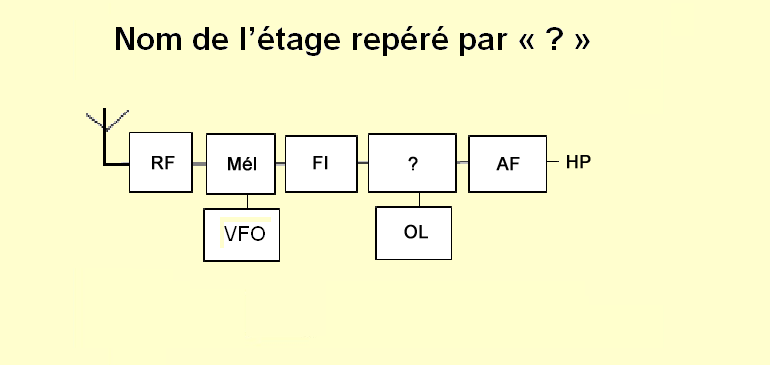 Nom de l'étage repéré par « ? »
RF
Mél
FI
?
AF
HP
VFO
OL